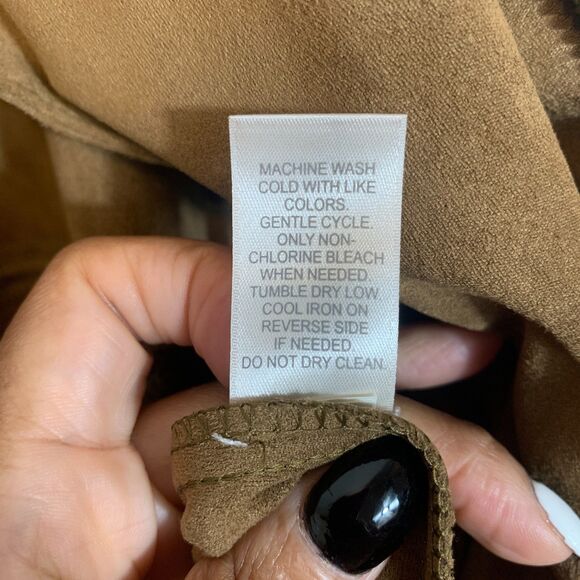 MACHINE WASH
COLD WITH LIKE
COLORS.
GENTLE CYCLE.
ONLY NON-
CHLORINE BLEACH
WHEN NEEDED.
TUMBLE DRY LOW.
COOL IRON ON
REVERSE SIDE
IF NEEDED.
DO NOT DRY CLEAN.